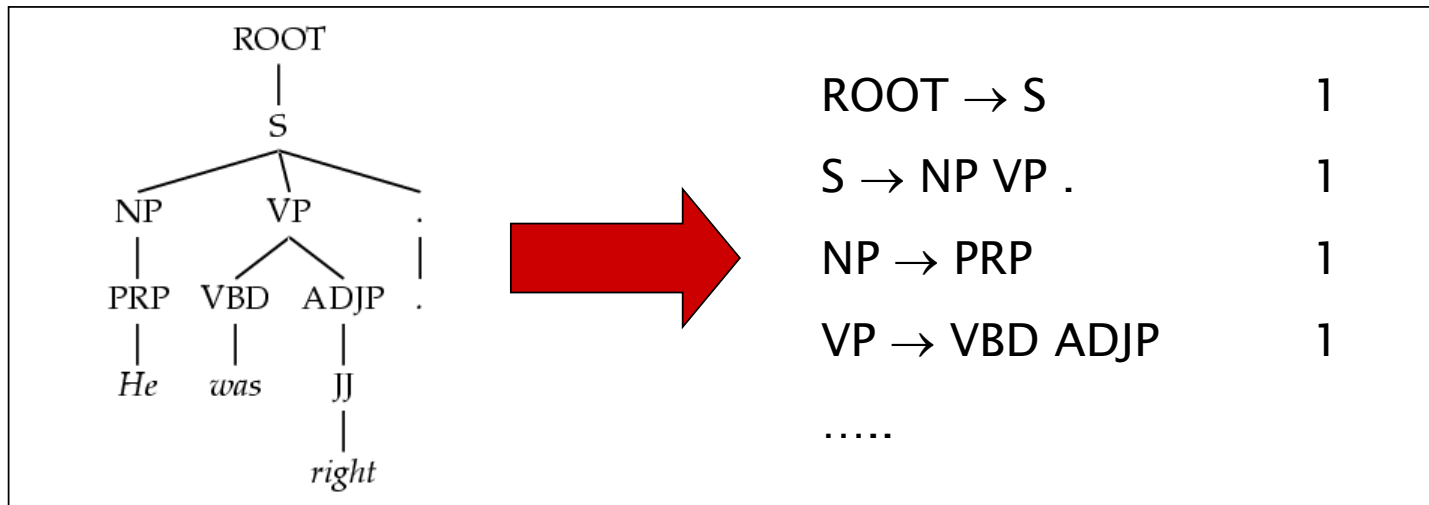 ROOT
S
NP VP .
PRP VBD ADJP .
He was JJ
right
ROOT → S 1
S → NP VP . 1
NP → PRP 1
VP → VBD ADJP 1
…..